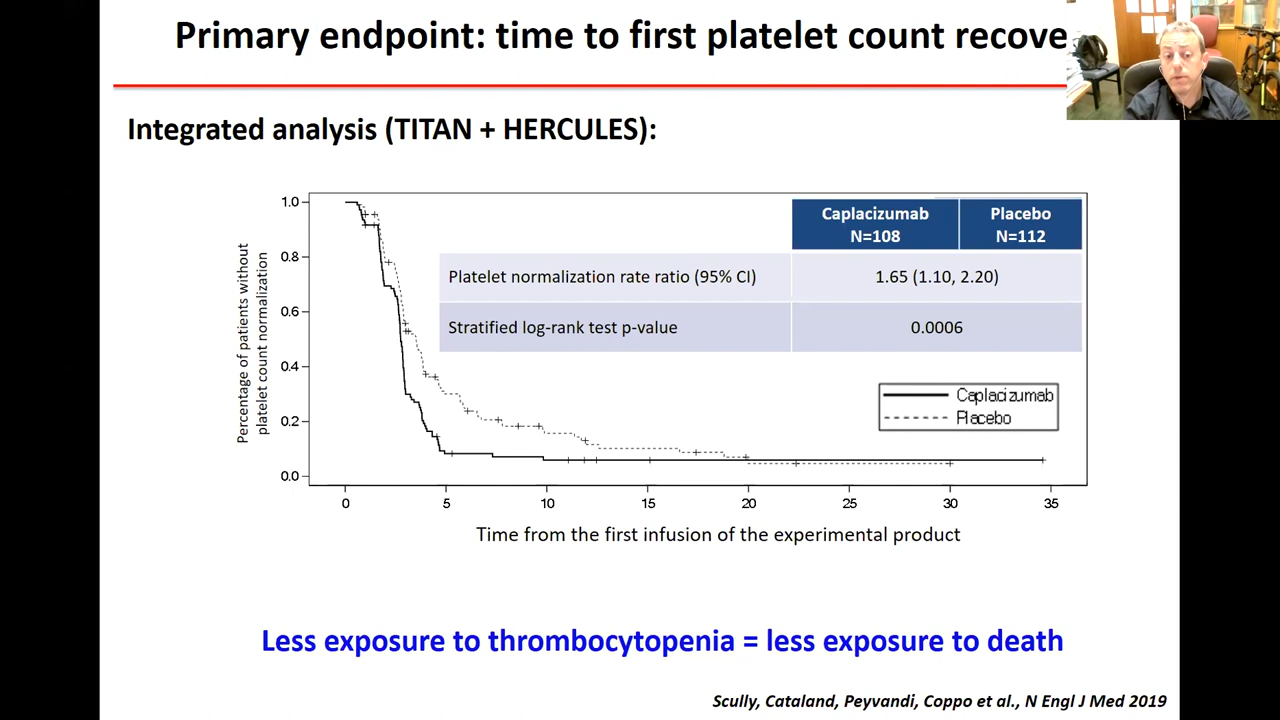 Primary endpoint: time to first platelet count recove
Integrated analysis (TITAN + HERCULES):
Percentage of patients without
platelet count normalization
1.0
0.8
0.6
0.4
0.2
0.0
Caplacizumab
N=108
Placebo
N=112
Platelet normalization rate ratio (95% CI)
1.65 (1.10, 2.20)
Stratified log-rank test p-value
0.0006
Caplacizumab
Placebo
0 5 10 15 20 25 30 35
Time from the first infusion of the experimental product
Less exposure to thrombocytopenia = less exposure to death
Scully, Cataland, Peyvandi, Coppo et al., N Engl J Med 2019